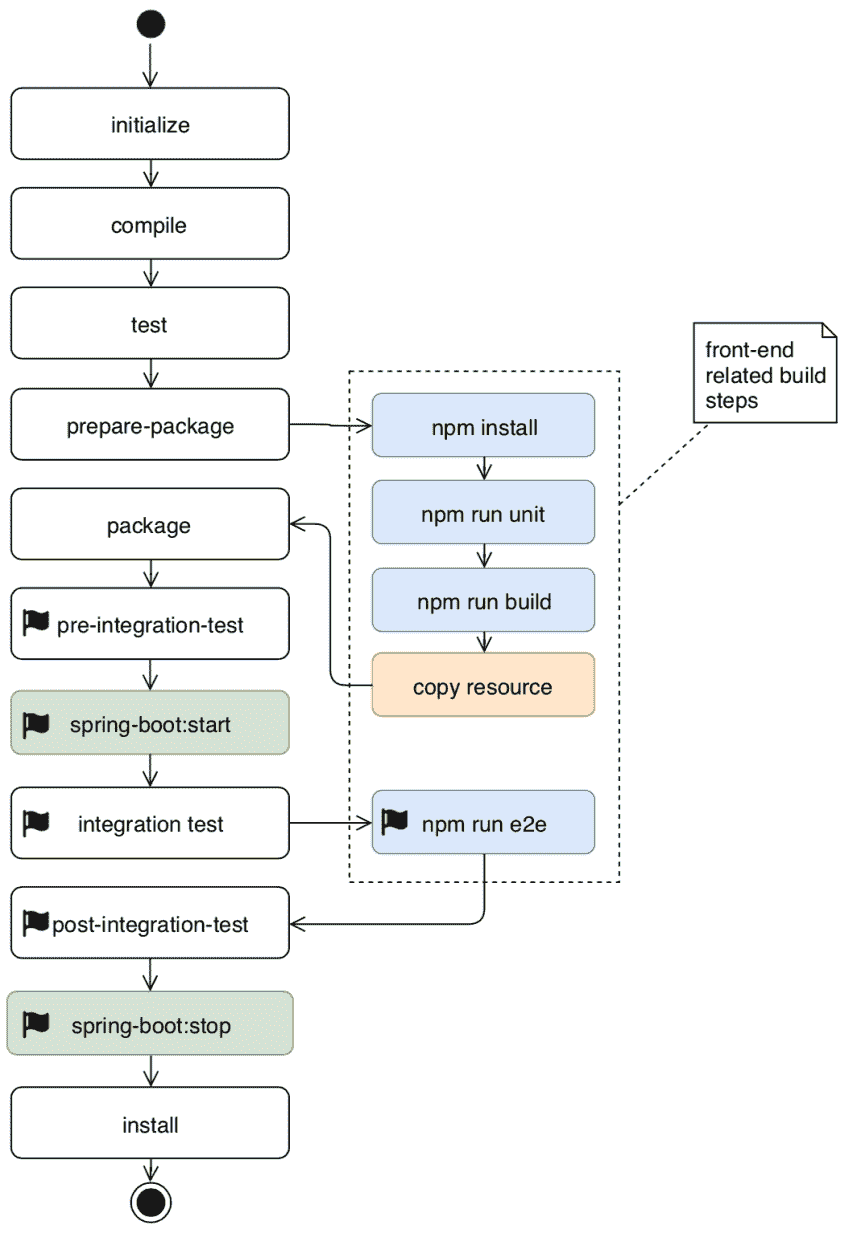 initialize
compile
test
prepare-package
npm install
front-end
related build
steps
npm run unit
npm run build
copy resource
package
pre-integration-test
spring-boot:start
integration test
npm run e2e
post-integration-test
spring-boot:stop
install